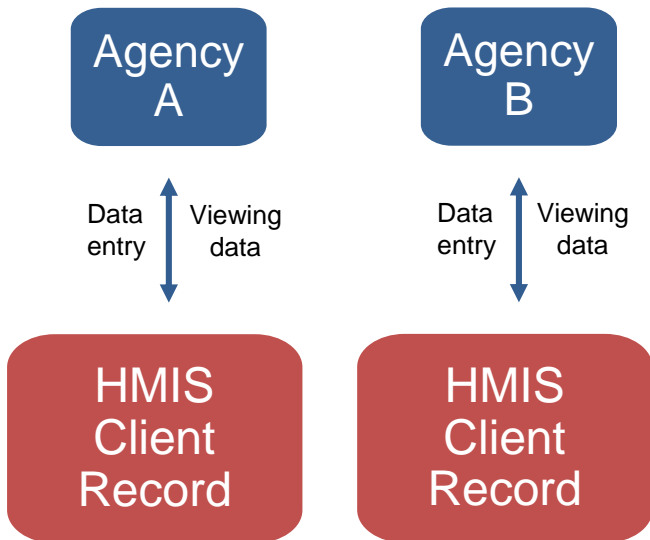 Agency
A
Agency
B
Data
entry
Viewing
data
Data
entry
Viewing
data
HMIS
Client
Record
HMIS
Client
Record